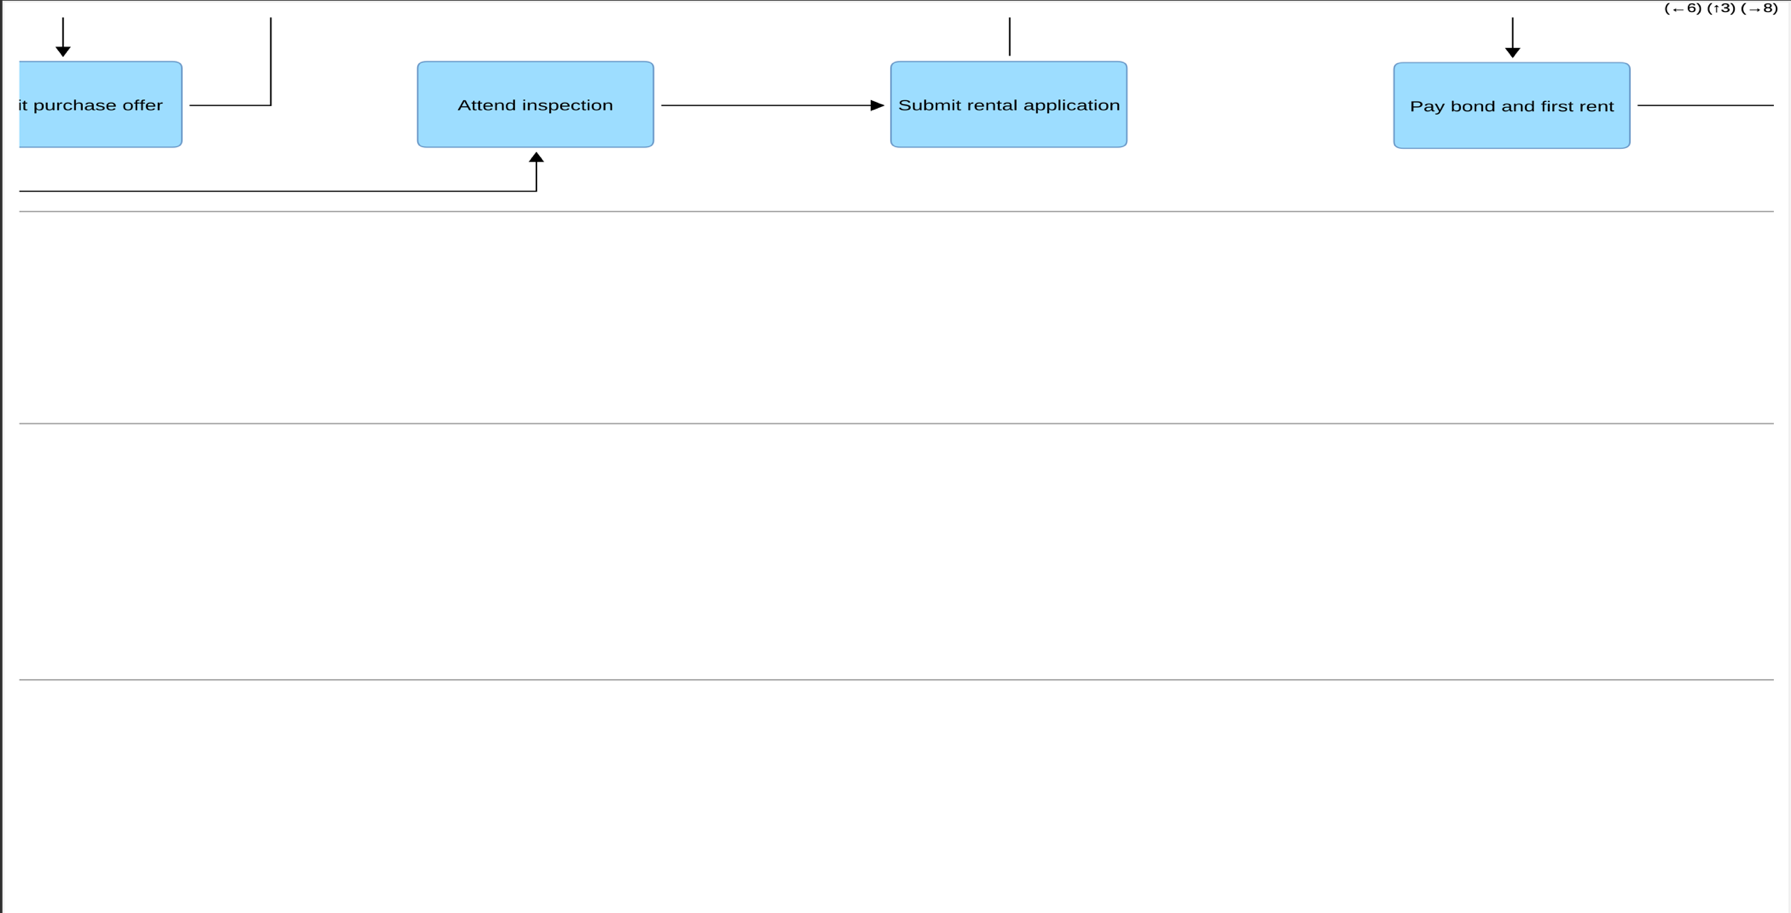 (←6) (↑3) (→8)
it purchase offer
Attend inspection
Submit rental application
Pay bond and first rent